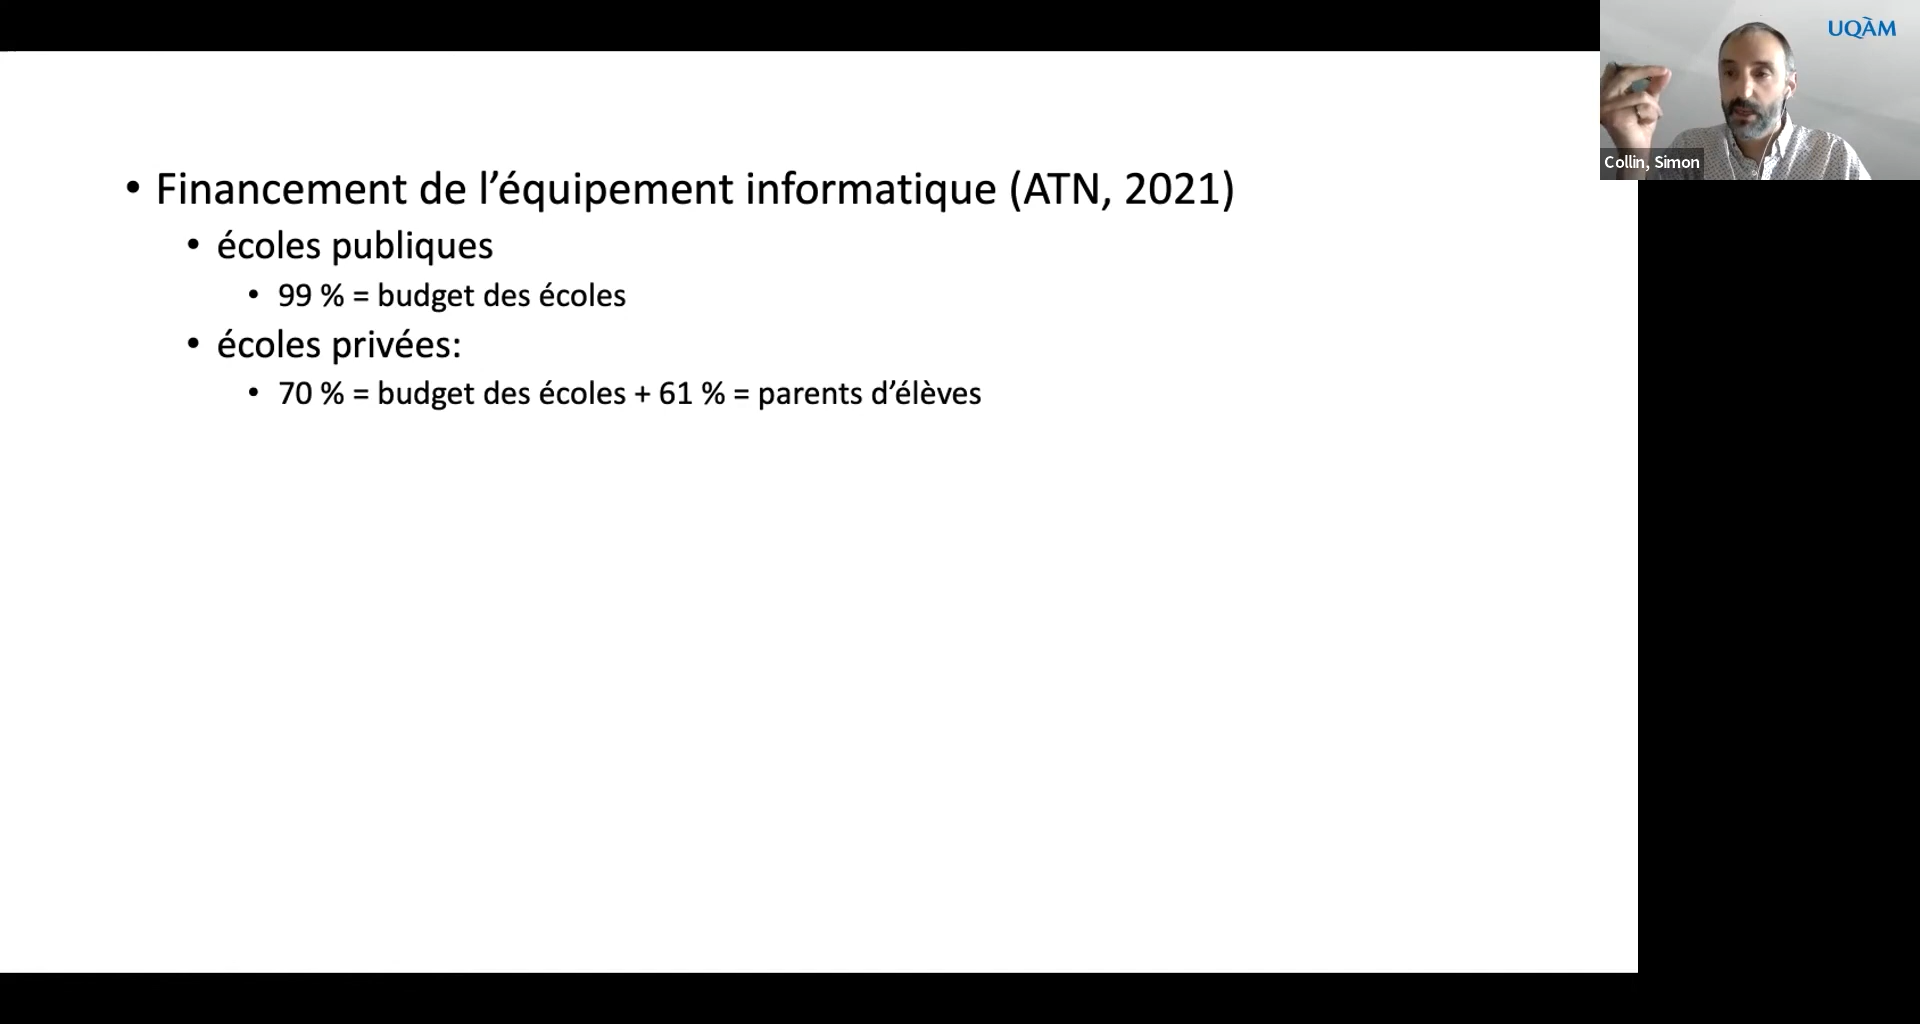 • Financement de l’équipement informatique (ATN, 2021)
• écoles publiques
• 99 % = budget des écoles
• écoles privées:
• 70 % = budget des écoles + 61 % = parents d’élèves
UQÀM
Collin, Simon